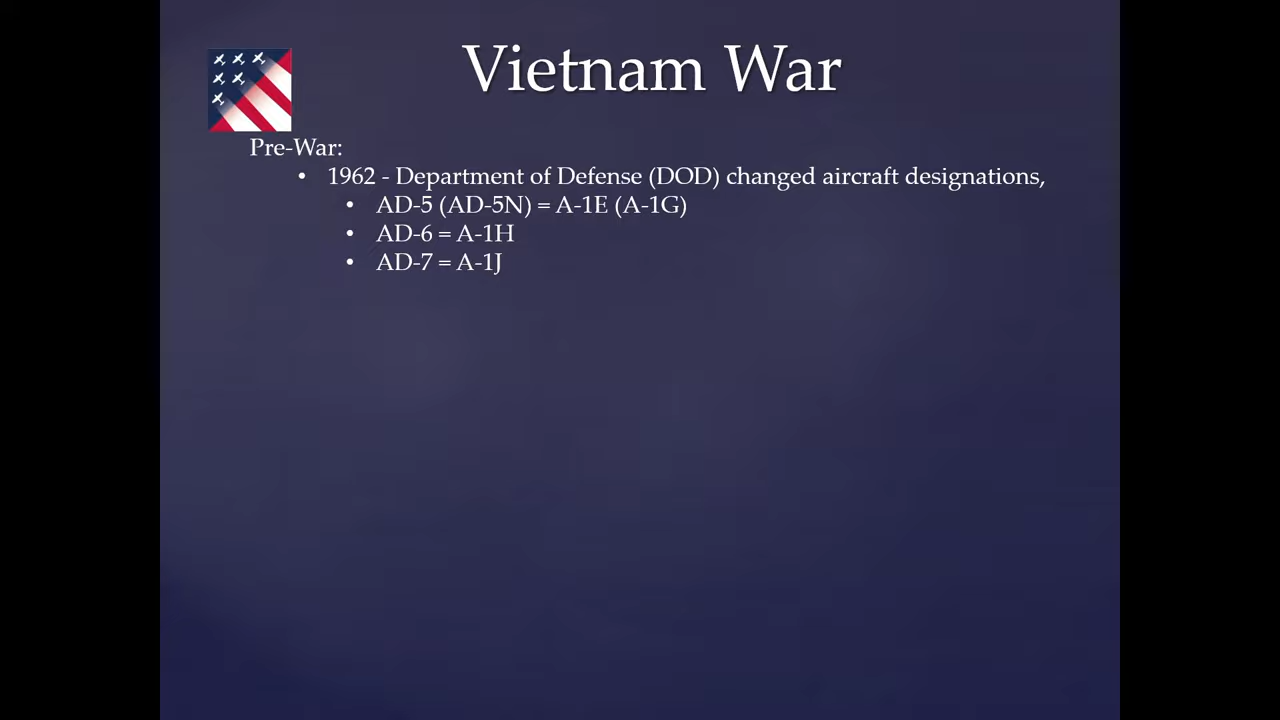 Vietnam War
Pre-War:
• 1962 - Department of Defense (DOD) changed aircraft designations,
• AD-5 (AD-5N) = A-1E (A-1G)
• AD-6 = A-1H
• AD-7 = A-1J